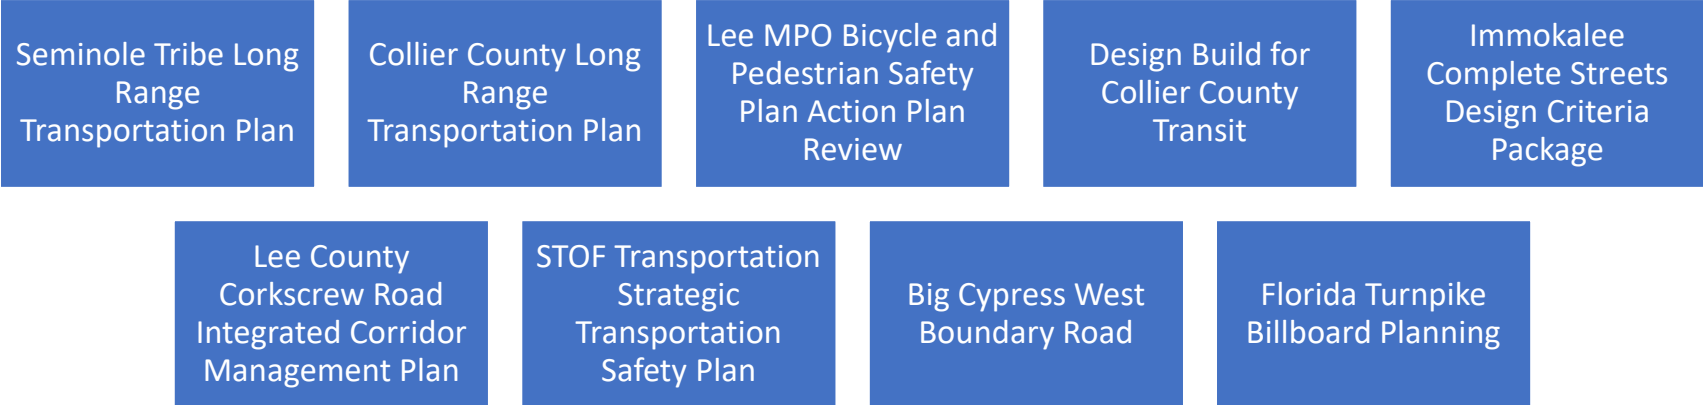 Seminole Tribe Long
Range
Transportation Plan
Collier County Long
Range
Transportation Plan
Lee MPO Bicycle and
Pedestrian Safety
Plan Action Plan
Review
Design Build for
Collier County
Transit
Immokalee
Complete Streets
Design Criteria
Package
Lee County
Corkscrew Road
Integrated Corridor
Management Plan
STOF Transportation
Strategic
Transportation
Safety Plan
Big Cypress West
Boundary Road
Florida Turnpike
Billboard Planning